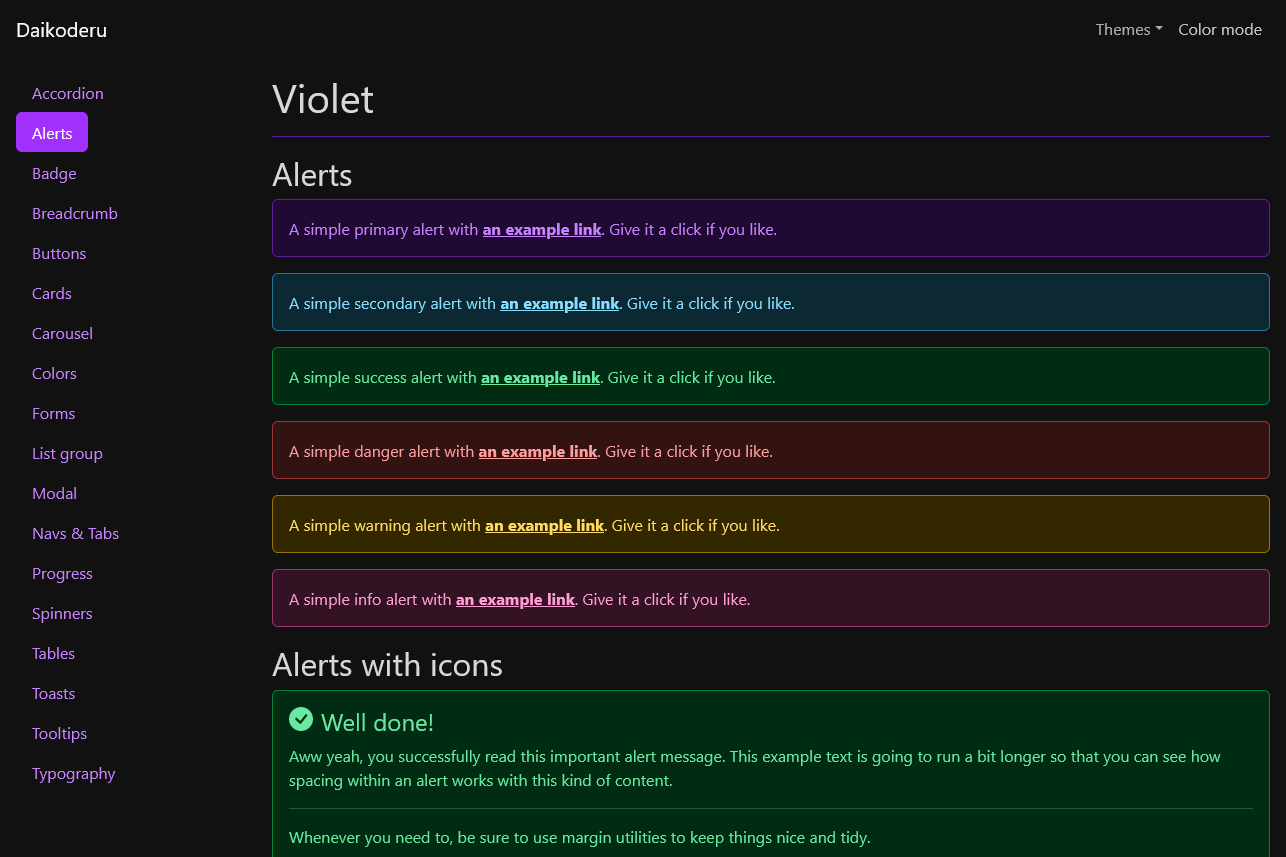 Daikoderu
Themes
Color mode
Accordion
Alerts
Badge
Breadcrumb
Buttons
Cards
Carousel
Colors
Forms
List group
Modal
Navs & Tabs
Progress
Spinners
Tables
Toasts
Tooltips
Typography
Violet
Alerts
A simple primary alert with an example link. Give it a click if you like.
A simple secondary alert with an example link. Give it a click if you like.
A simple success alert with an example link. Give it a click if you like.
A simple danger alert with an example link. Give it a click if you like.
A simple warning alert with an example link. Give it a click if you like.
A simple info alert with an example link. Give it a click if you like.
Alerts with icons
Well done!
Aww yeah, you successfully read this important alert message. This example text is going to run a bit longer so that you can see how
spacing within an alert works with this kind of content.
Whenever you need to, be sure to use margin utilities to keep things nice and tidy.